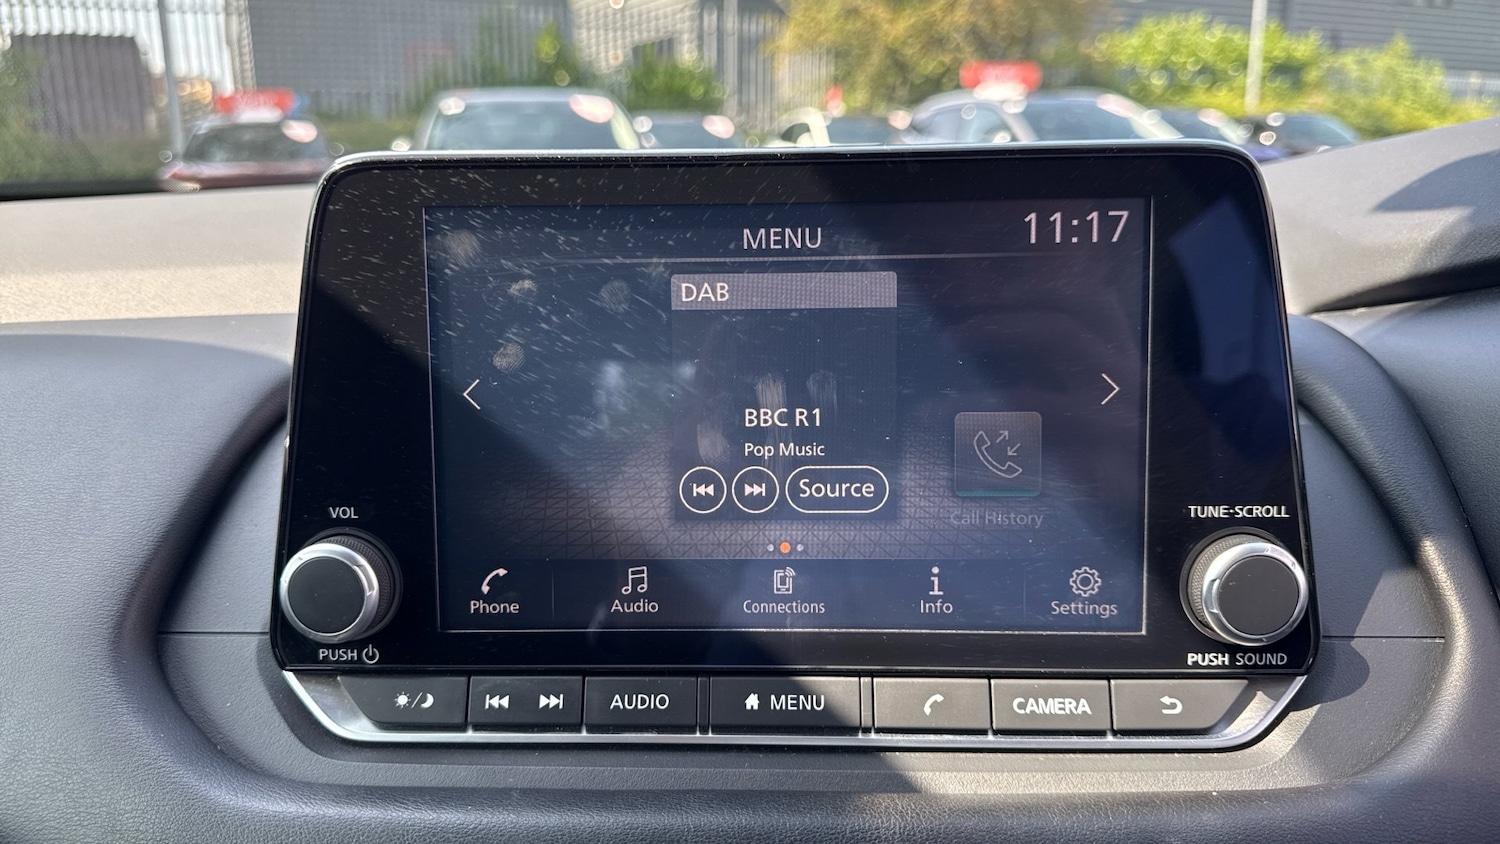 MENU
11:17
DAB
BBC R1
Pop Music
Source
Call History
Phone
Audio
Connections
Info
Settings
VOL
PUSH
TUNE-SCROLL
PUSH SOUND
AUDIO
MENU
CAMERA